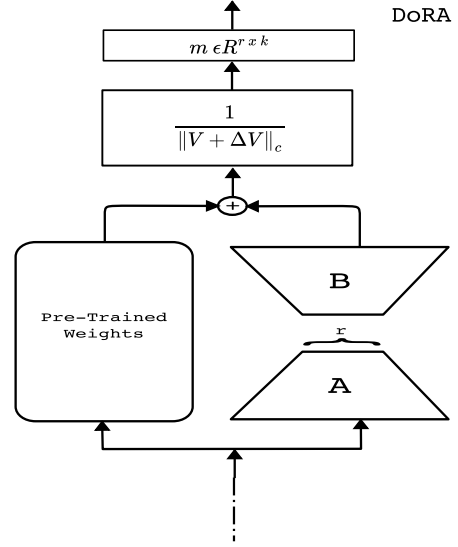 DoRA
m ϵR^{r x k}
1
‖V + ΔV‖_c
+
Pre-Trained
Weights
B
r
A